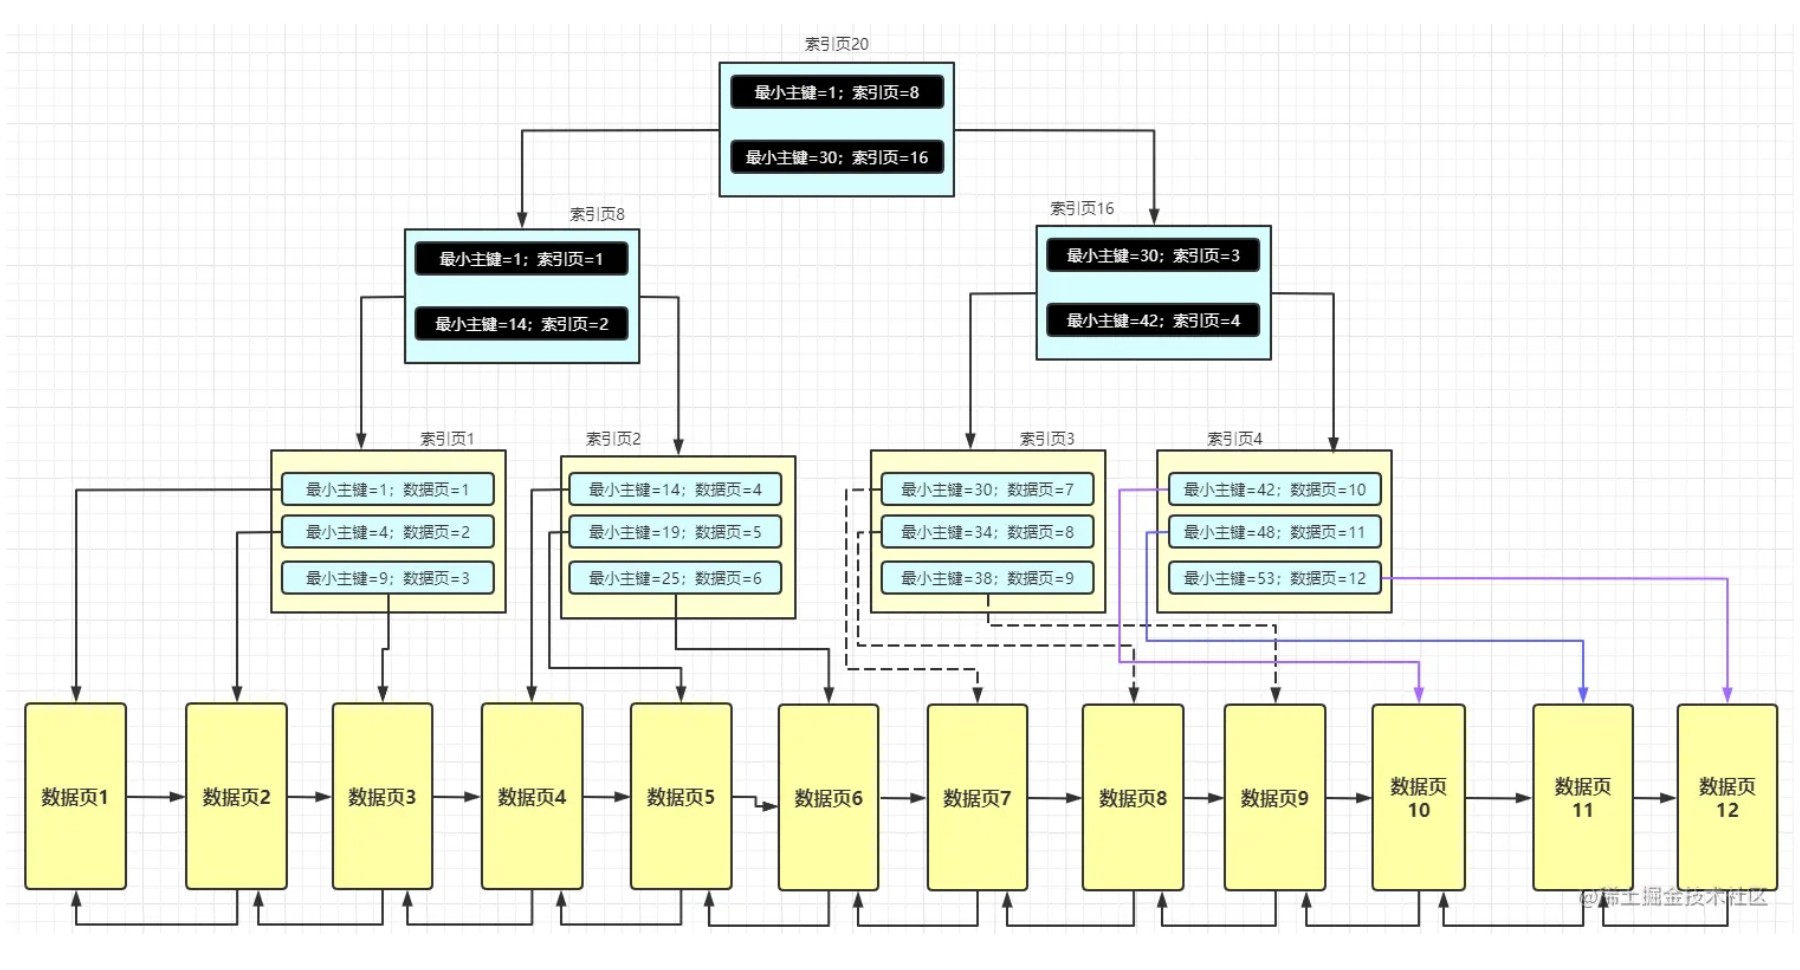 索引页20
最小主键=1；索引页=8
最小主键=30；索引页=16
索引页8
索引页16
最小主键=1；索引页=1
最小主键=14；索引页=2
最小主键=30；索引页=3
最小主键=42；索引页=4
索引页1
索引页2
索引页3
索引页4
最小主键=1；数据页=1
最小主键=4；数据页=2
最小主键=9；数据页=3
最小主键=14；数据页=4
最小主键=19；数据页=5
最小主键=25；数据页=6
最小主键=30；数据页=7
最小主键=34；数据页=8
最小主键=38；数据页=9
最小主键=42；数据页=10
最小主键=48；数据页=11
最小主键=53；数据页=12
数据页1
数据页2
数据页3
数据页4
数据页5
数据页6
数据页7
数据页8
数据页9
数据页
10
数据页
11
数据页
12
@稀土掘金技术社区